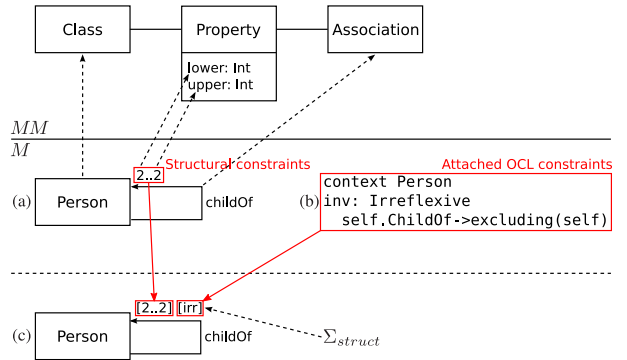 Class
Property
Association
lower: Int
upper: Int
MM
M
2..2
Structural constraints
Attached OCL constraints
(a)
Person
childOf
(b)
context Person
inv: Irreflexive
self.ChildOf->excluding(self)
[2..2]
[irr]
(c)
Person
childOf
Σstruct